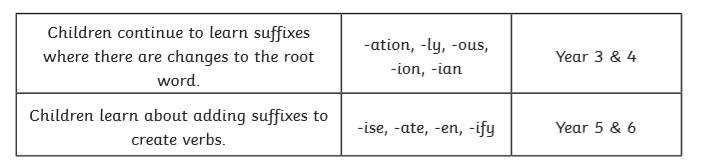 Children continue to learn suffixes
where there are changes to the root
word.
-ation, -ly, -ous,
-ion, -ian
Year 3 & 4
Children learn about adding suffixes to
create verbs.
-ise, -ate, -en, -ify
Year 5 & 6